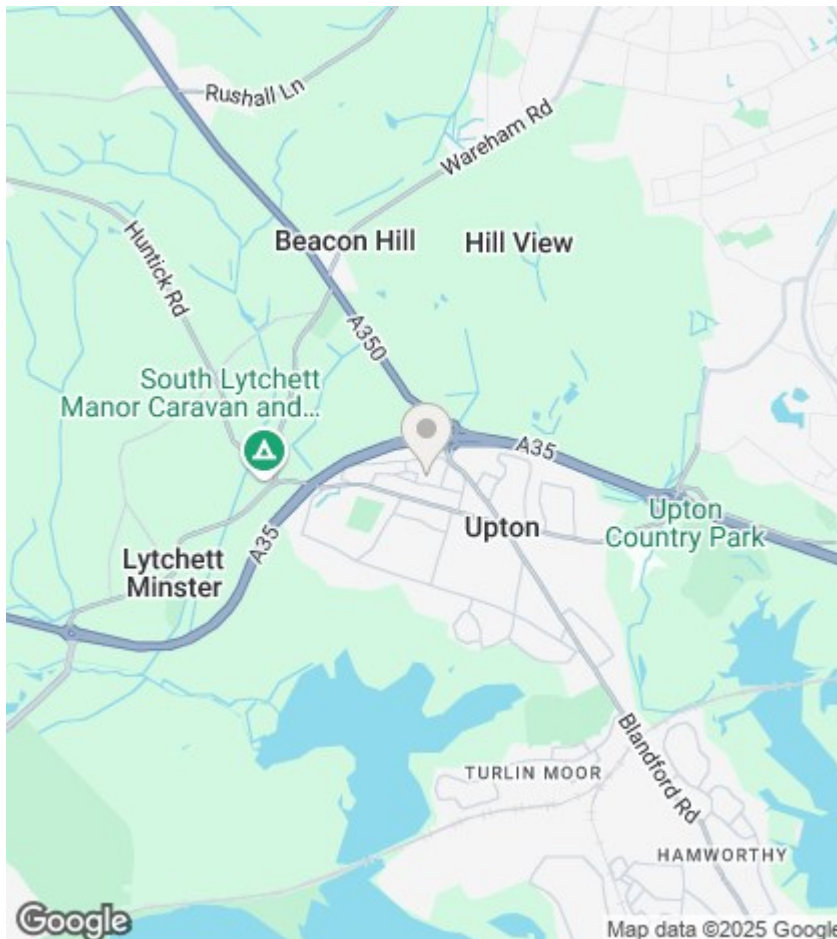 Rushall Ln
Wareham Rd
Huntick Rd
Beacon Hill
Hill View
A350
South Lytchett
Manor Caravan and...
A35
A35
Upton
Upton
Country Park
Lytchett
Minster
TURLIN MOOR
Blandford Rd
HAMWORTHY
Google
Map data ©2025 Google